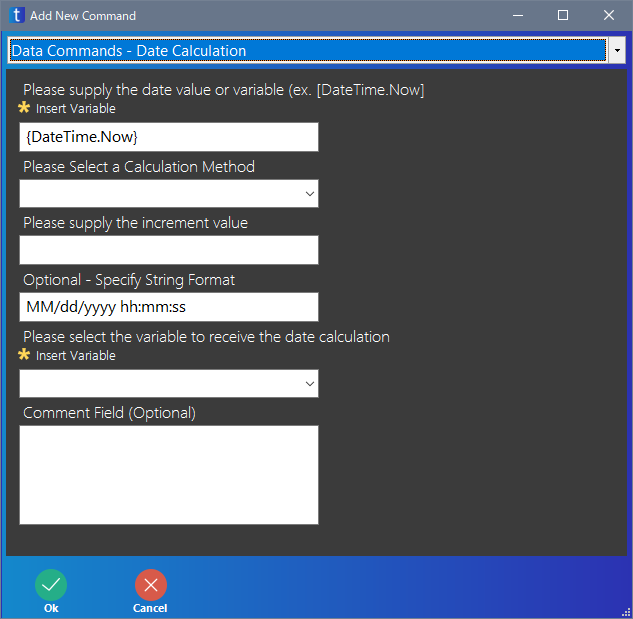 t Add New Command
Data Commands - Date Calculation
Please supply the date value or variable (ex. [DateTime.Now]
* Insert Variable
{DateTime.Now}
Please Select a Calculation Method
Please supply the increment value
Optional - Specify String Format
MM/dd/yyyy hh:mm:ss
Please select the variable to receive the date calculation
* Insert Variable
Comment Field (Optional)
Ok Cancel